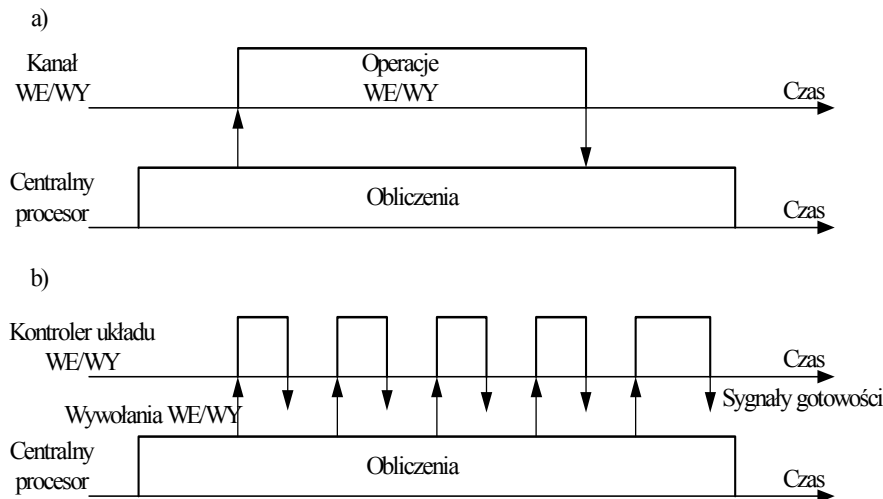 a)
Kanał
WE/WY
Operacje
WE/WY
Czas
Centralny
procesor
Obliczenia
Czas
b)
Kontroler układu
WE/WY
Czas
Wywołania WE/WY
Sygnały gotowości
Centralny
procesor
Obliczenia
Czas